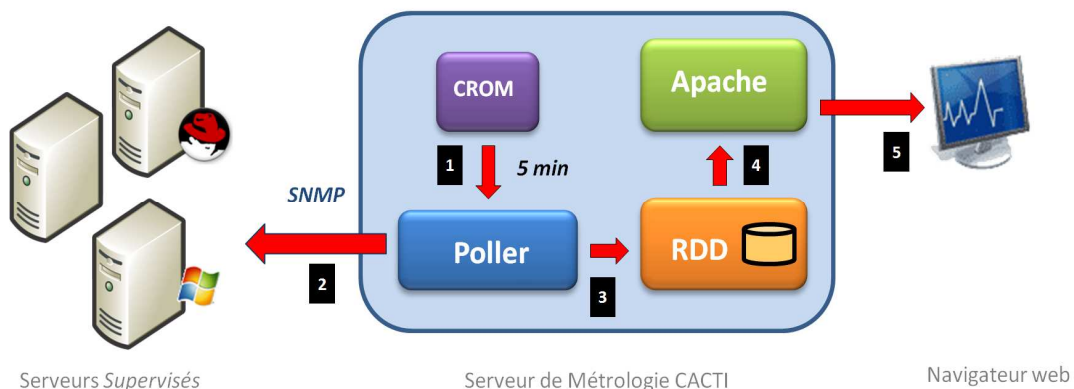 CROM
Apache
1
5 min
4
5
SNMP
Poller
RDD
2
3
Serveurs Supervisés
Serveur de Métrologie CACTI
Navigateur web